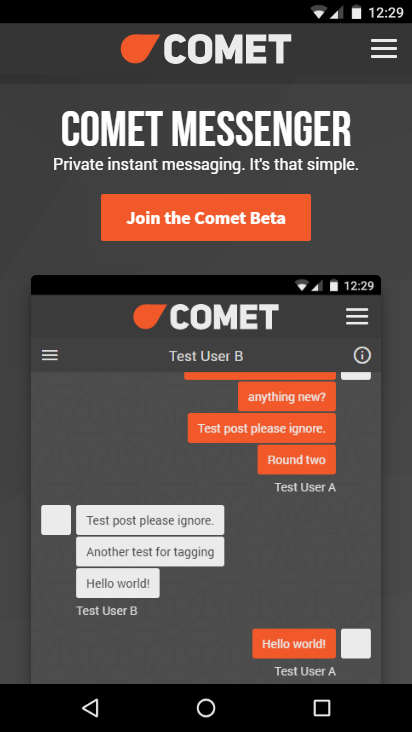 12:29
COMET
COMET MESSENGER
Private instant messaging. It's that simple.
Join the Comet Beta
12:29
COMET
Test User B
anything new?
Test post please ignore.
Round two
Test User A
Test post please ignore.
Another test for tagging
Hello world!
Test User B
Hello world!
Test User A